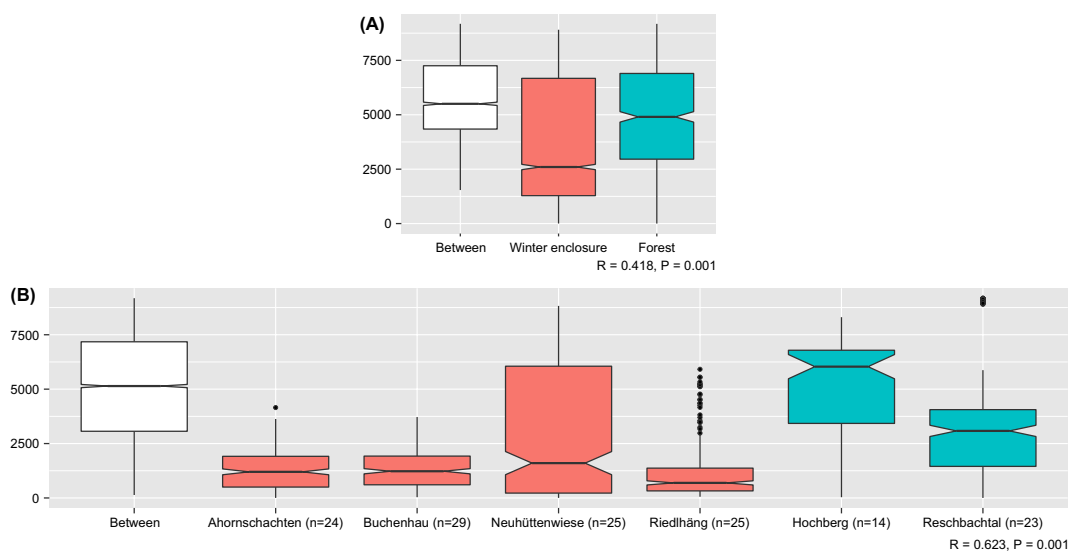 (A)
7500
5000
2500
0
Between Winter enclosure Forest
R = 0.418, P = 0.001
(B)
7500
5000
2500
0
Between Ahornschachten (n=24) Buchenhau (n=29) Neuhüttenwiese (n=25) Riedlhäng (n=25) Hochberg (n=14) Reschbachtal (n=23)
R = 0.623, P = 0.001